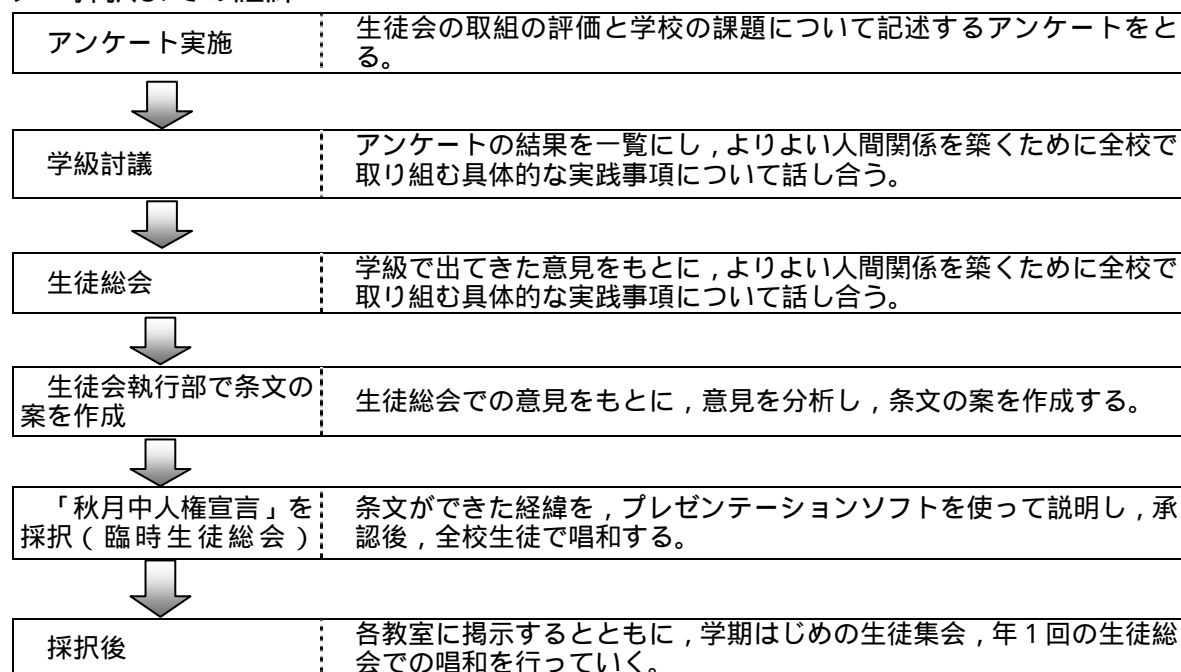 アンケート実施
生徒会の取組の評価と学校の課題について記述するアンケートをと
る。
学級討議
アンケートの結果を一覧にし，よりよい人間関係を築くために全校で
取り組む具体的な実践事項について話し合う。
生徒総会
学級で出てきた意見をもとに，よりよい人間関係を築くために全校で
取り組む具体的な実践事項について話し合う。
生徒会執行部で条文の
案を作成
生徒総会での意見をもとに，意見を分析し，条文の案を作成する。
「秋月中人権宣言」を
採択（臨時生徒総会）
条文ができた経緯を，プレゼンテーションソフトを使って説明し，承
認後，全校生徒で唱和する。
採択後
各教室に掲示するとともに，学期はじめの生徒集会，年１回の生徒総
会での唱和を行っていく。